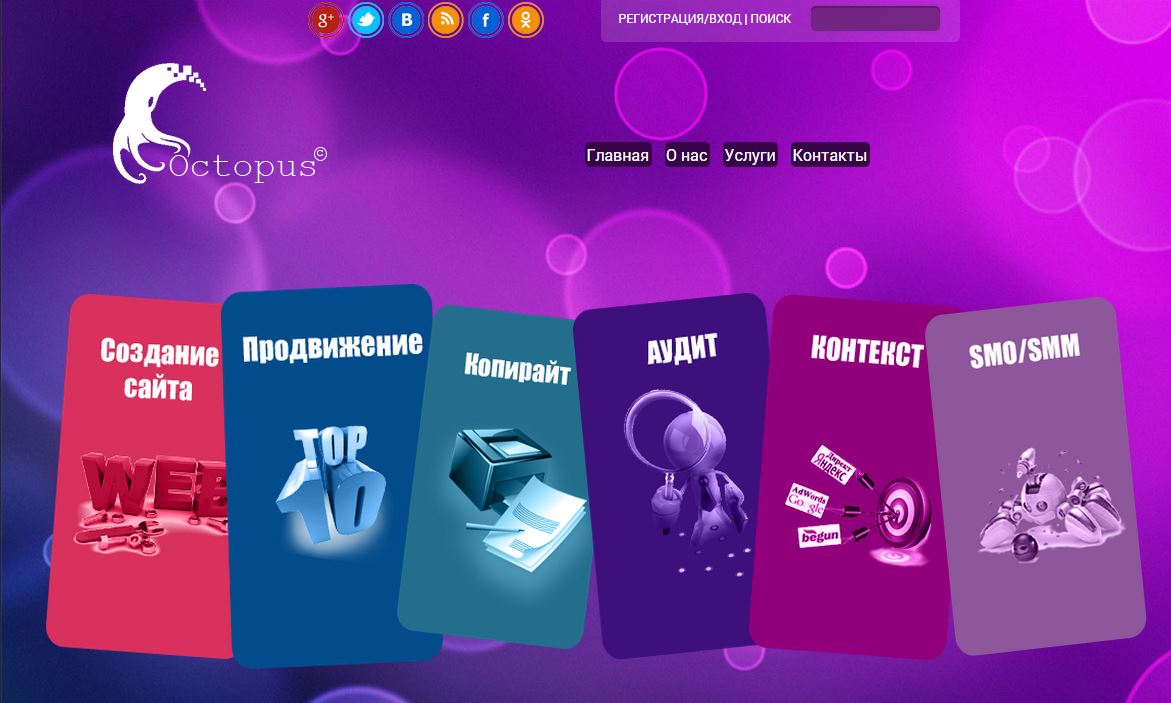 g+ B f
РЕГИСТРАЦИЯ/ВХОД | ПОИСК
Octopus©
Главная О нас Услуги Контакты
Создание
сайта
WEB
Продвижение
TOP
10
Копирайт
АУДИТ
КОНТЕКСТ
Директ
Яндекс
AdWords
Google
begun
SMO/SMM